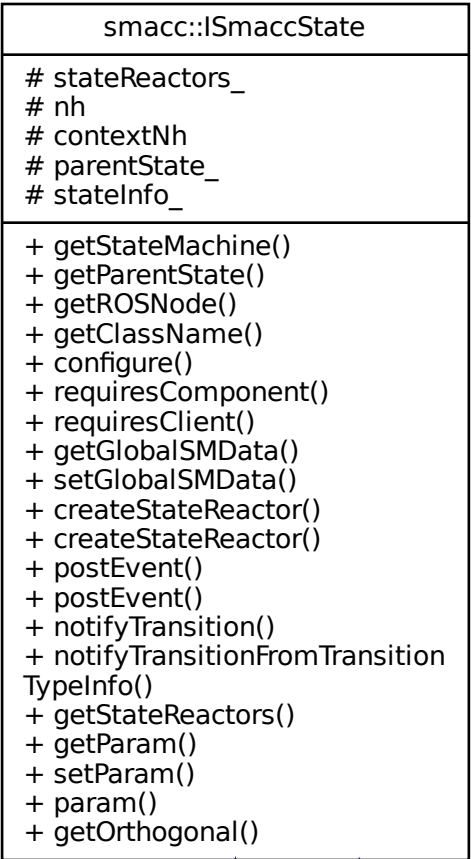 smacc::ISmaccState
# stateReactors_
# nh
# contextNh
# parentState_
# stateInfo_
+ getStateMachine()
+ getParentState()
+ getROSNode()
+ getClassName()
+ configure()
+ requiresComponent()
+ requiresClient()
+ getGlobalSMData()
+ setGlobalSMData()
+ createStateReactor()
+ createStateReactor()
+ postEvent()
+ postEvent()
+ notifyTransition()
+ notifyTransitionFromTransition
TypeInfo()
+ getStateReactors()
+ getParam()
+ setParam()
+ param()
+ getOrthogonal()